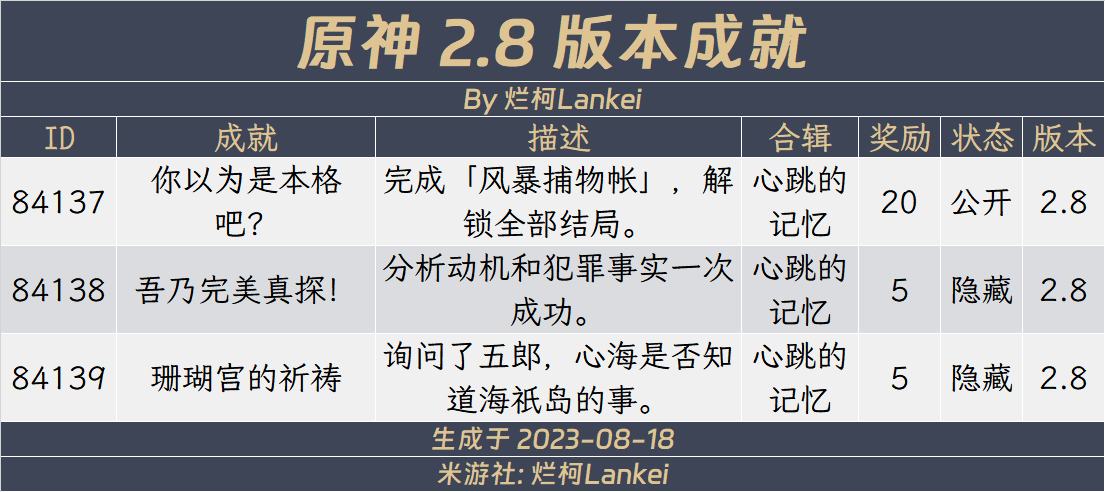 原神 2.8 版本成就
By 烂柯Lankei
ID 成就 描述 合辑 奖励 状态 版本
84137 你以为是本格吧？ 完成「风暴捕物帐」，解锁全部结局。 心跳的记忆 20 公开 2.8
84138 吾乃完美真探！ 分析动机和犯罪事实一次成功。 心跳的记忆 5 隐藏 2.8
84139 珊瑚宫的祈祷 询问了五郎，心海是否知道海祇岛的事。 心跳的记忆 5 隐藏 2.8
生成于 2023-08-18
米游社: 烂柯Lankei